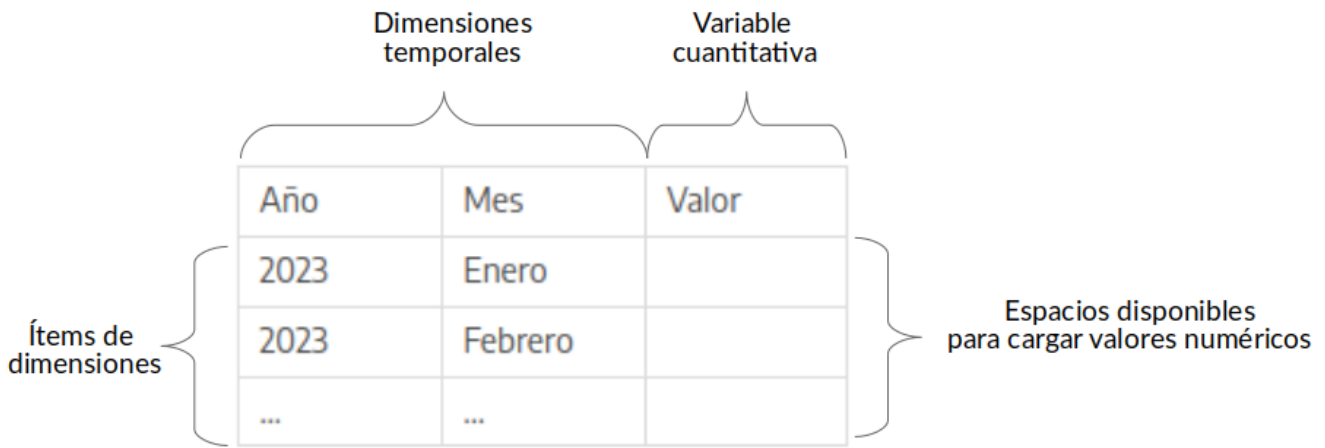 Dimensiones
temporales
Variable
cuantitativa
Año Mes Valor
2023 Enero
2023 Febrero
... ...
Ítems de
dimensiones
Espacios disponibles
para cargar valores numéricos